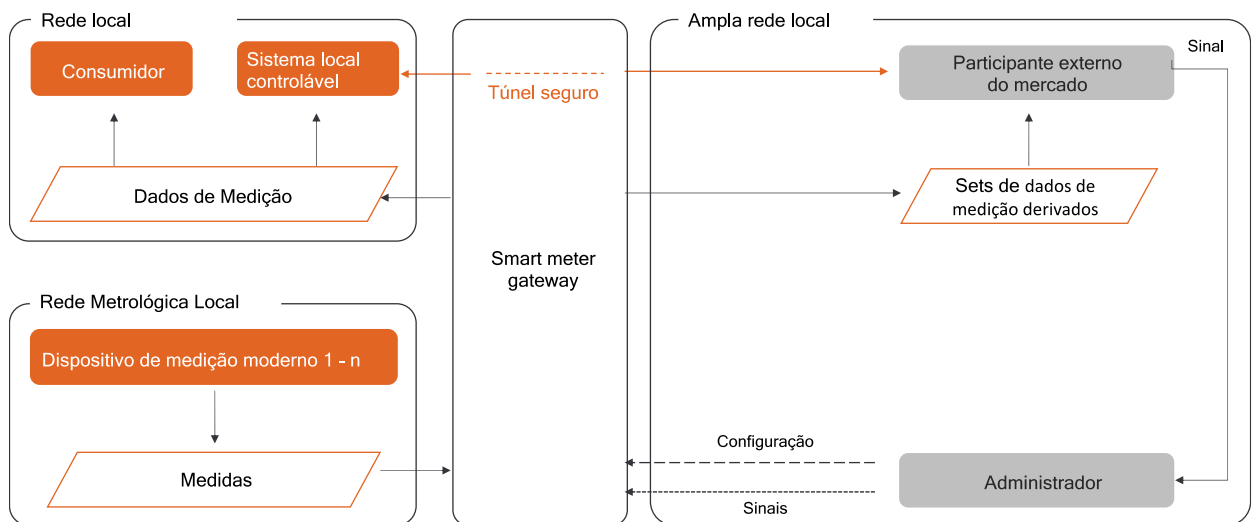 Rede local
Ampla rede local
Consumidor
Sistema local
controlável
Túnel seguro
Participante externo
do mercado
Sinal
Dados de Medição
Sets de dados de
medição derivados
Smart meter
gateway
Rede Metrológica Local
Dispositivo de medição moderno 1 - n
Medidas
Configuração
Sinais
Administrador